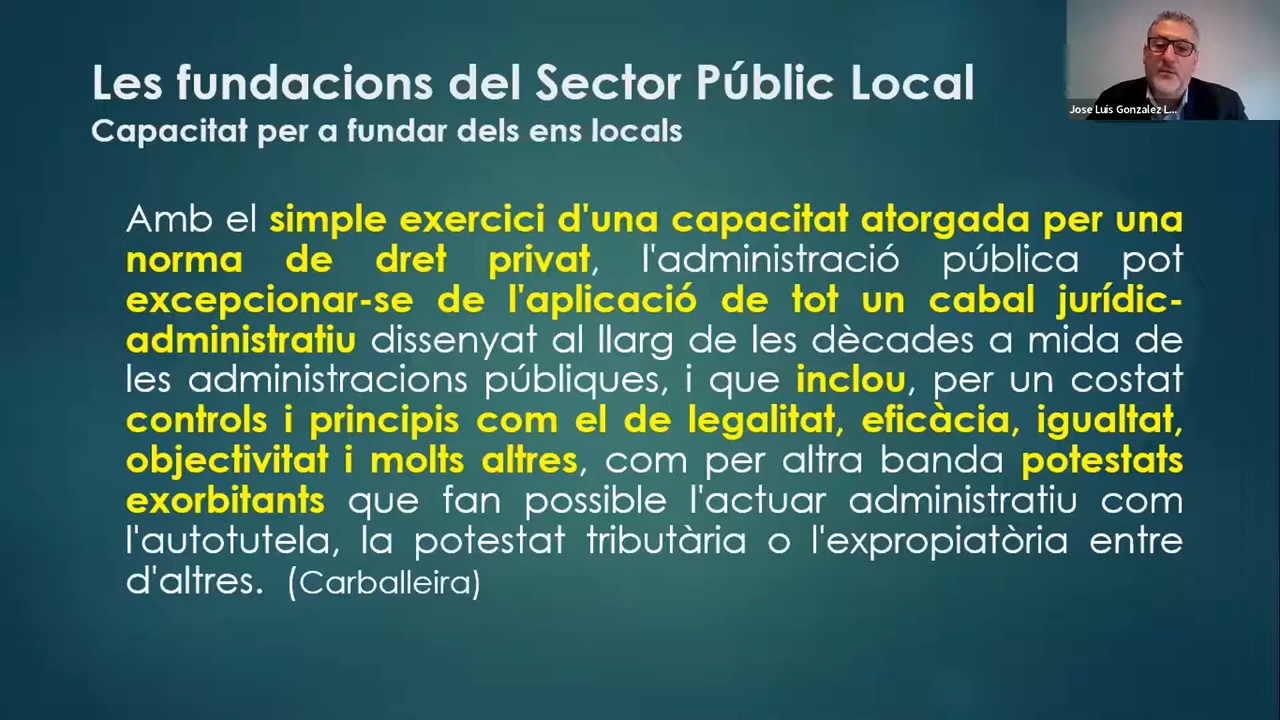 Les fundacions del Sector Públic Local
Capacitat per a fundar dels ens locals
Jose Luis Gonzalez L...
Amb el simple exercici d'una capacitat atorgada per una
norma de dret privat, l'administració pública pot
excepcionar-se de l'aplicació de tot un cabal jurídic-
administratiu dissenyat al llarg de les dècades a mida de
les administracions públiques, i que inclou, per un costat
controls i principis com el de legalitat, eficàcia, igualtat,
objectivitat i molts altres, com per altra banda potestats
exorbitants que fan possible l'actuar administratiu com
l'autotutela, la potestat tributària o l'expropiatòria entre
d'altres. (Carballeira)